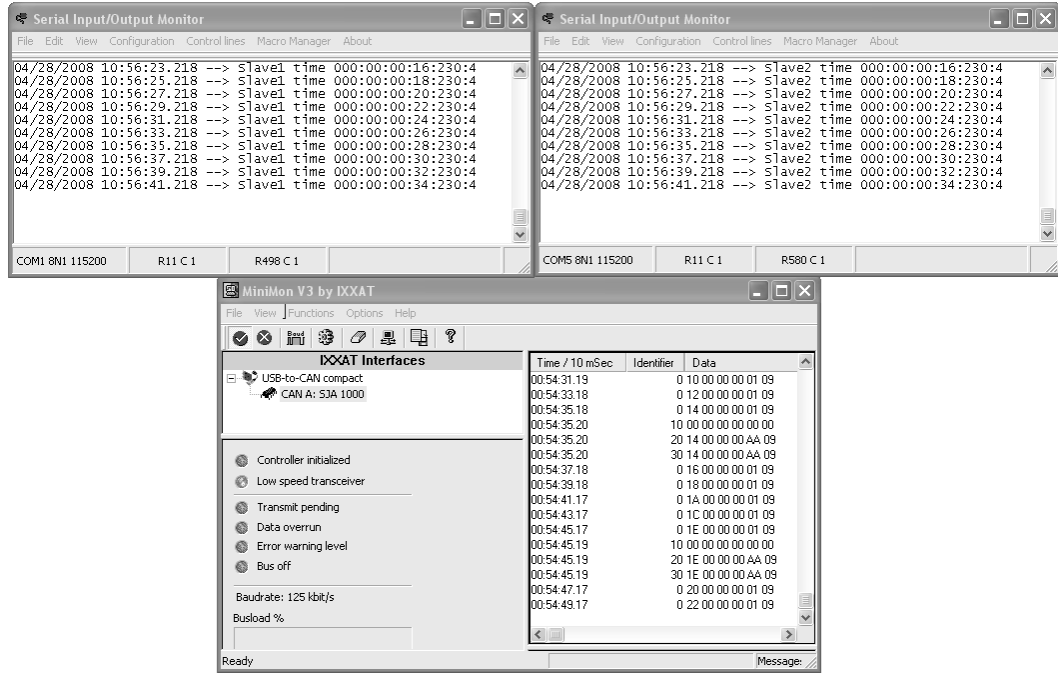 Serial Input/Output Monitor
File Edit View Configuration Control lines Macro Manager About
04/28/2008 10:56:23.218 --> Slave1 time 000:00:00:16:230:4
04/28/2008 10:56:25.218 --> Slave1 time 000:00:00:18:230:4
04/28/2008 10:56:27.218 --> Slave1 time 000:00:00:20:230:4
04/28/2008 10:56:29.218 --> Slave1 time 000:00:00:22:230:4
04/28/2008 10:56:31.218 --> Slave1 time 000:00:00:24:230:4
04/28/2008 10:56:33.218 --> Slave1 time 000:00:00:26:230:4
04/28/2008 10:56:35.218 --> Slave1 time 000:00:00:28:230:4
04/28/2008 10:56:37.218 --> Slave1 time 000:00:00:30:230:4
04/28/2008 10:56:39.218 --> Slave1 time 000:00:00:32:230:4
04/28/2008 10:56:41.218 --> Slave1 time 000:00:00:34:230:4
COM1 8N1 115200 R11 C 1 R498 C 1
Serial Input/Output Monitor
File Edit View Configuration Control lines Macro Manager About
04/28/2008 10:56:23.218 --> Slave2 time 000:00:00:16:230:4
04/28/2008 10:56:25.218 --> Slave2 time 000:00:00:18:230:4
04/28/2008 10:56:27.218 --> Slave2 time 000:00:00:20:230:4
04/28/2008 10:56:29.218 --> Slave2 time 000:00:00:22:230:4
04/28/2008 10:56:31.218 --> Slave2 time 000:00:00:24:230:4
04/28/2008 10:56:33.218 --> Slave2 time 000:00:00:26:230:4
04/28/2008 10:56:35.218 --> Slave2 time 000:00:00:28:230:4
04/28/2008 10:56:37.218 --> Slave2 time 000:00:00:30:230:4
04/28/2008 10:56:39.218 --> Slave2 time 000:00:00:32:230:4
04/28/2008 10:56:41.218 --> Slave2 time 000:00:00:34:230:4
COM5 8N1 115200 R11 C 1 R580 C 1
MiniMon V3 by IXXAT
File View Functions Options Help
Baud
IXXAT Interfaces
USB-to-CAN compact
CAN A: SJA 1000
Controller initialized
Low speed transceiver
Transmit pending
Data overrun
Error warning level
Bus off
Baudrate: 125 kbit/s
Busload %
Time / 10 mSec Identifier Data
00:54:31.19 0 10 00 00 00 01 09
00:54:33.18 0 12 00 00 00 01 09
00:54:35.18 0 14 00 00 00 01 09
00:54:35.20 10 00 00 00 00 00 00
00:54:35.20 20 14 00 00 00 AA 09
00:54:35.20 30 14 00 00 00 AA 09
00:54:37.18 0 16 00 00 00 01 09
00:54:39.18 0 18 00 00 00 01 09
00:54:41.17 0 1A 00 00 00 01 09
00:54:43.17 0 1C 00 00 00 01 09
00:54:45.17 0 1E 00 00 00 01 09
00:54:45.19 10 00 00 00 00 00 00
00:54:45.19 20 1E 00 00 00 AA 09
00:54:45.19 30 1E 00 00 00 AA 09
00:54:47.17 0 20 00 00 00 01 09
00:54:49.17 0 22 00 00 00 01 09
Ready Message: